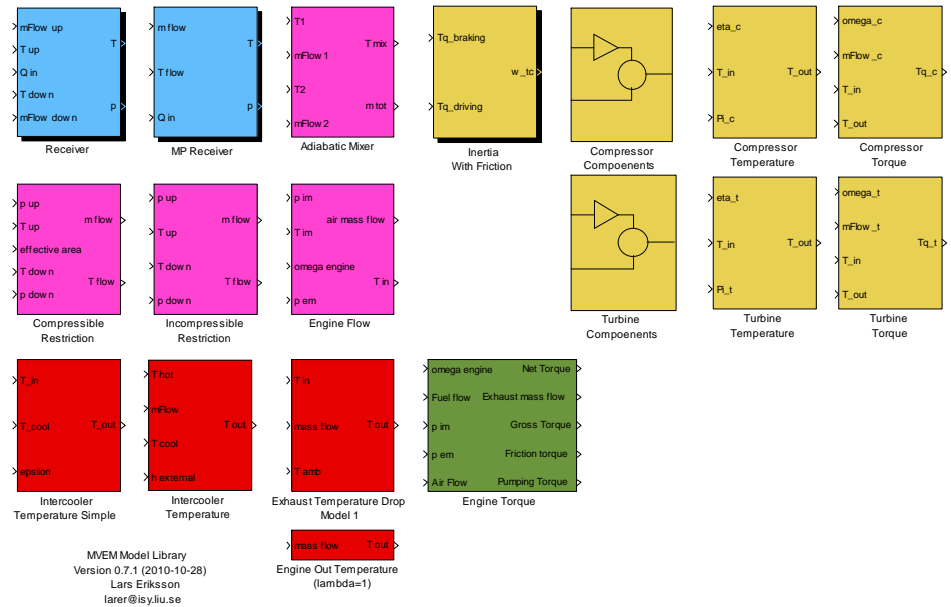 mFlow up
T up
Q in
T down
mFlow down
T
p
Receiver
m flow
T flow
Q in
T
p
MP Receiver
T1
mFlow 1
T2
mFlow 2
T mix
m tot
Adiabatic Mixer
Tq_braking
Tq_driving
w_tc
Inertia
With Friction
Compressor
Compoenents
eta_c
T_in
Pi_c
T_out
Compressor
Temperature
omega_c
mFlow_c
T_in
T_out
Tq_c
Compressor
Torque
p up
T up
effective area
T down
p down
m flow
T flow
Compressible
Restriction
p up
T up
T down
p down
m flow
T flow
Incompressible
Restriction
p im
T im
omega engine
p em
air mass flow
T in
Engine Flow
Turbine
Compoenents
eta_t
T_in
Pi_t
T_out
Turbine
Temperature
omega_t
mFlow_t
T_in
T_out
Tq_t
Turbine
Torque
T_in
T_cool
epsilon
T_out
Intercooler
Temperature Simple
T hot
mFlow
T cool
h external
T out
Intercooler
Temperature
T in
mass flow
T amb
T out
Exhaust Temperature Drop
Model 1
omega engine
Fuel flow
p im
p em
Air Flow
Net Torque
Exhaust mass flow
Gross Torque
Friction torque
Pumping Torque
Engine Torque
mass flow
T out
Engine Out Temperature
(lambda=1)
MVEM Model Library
Version 0.7.1 (2010-10-28)
Lars Eriksson
larer@isy.liu.se